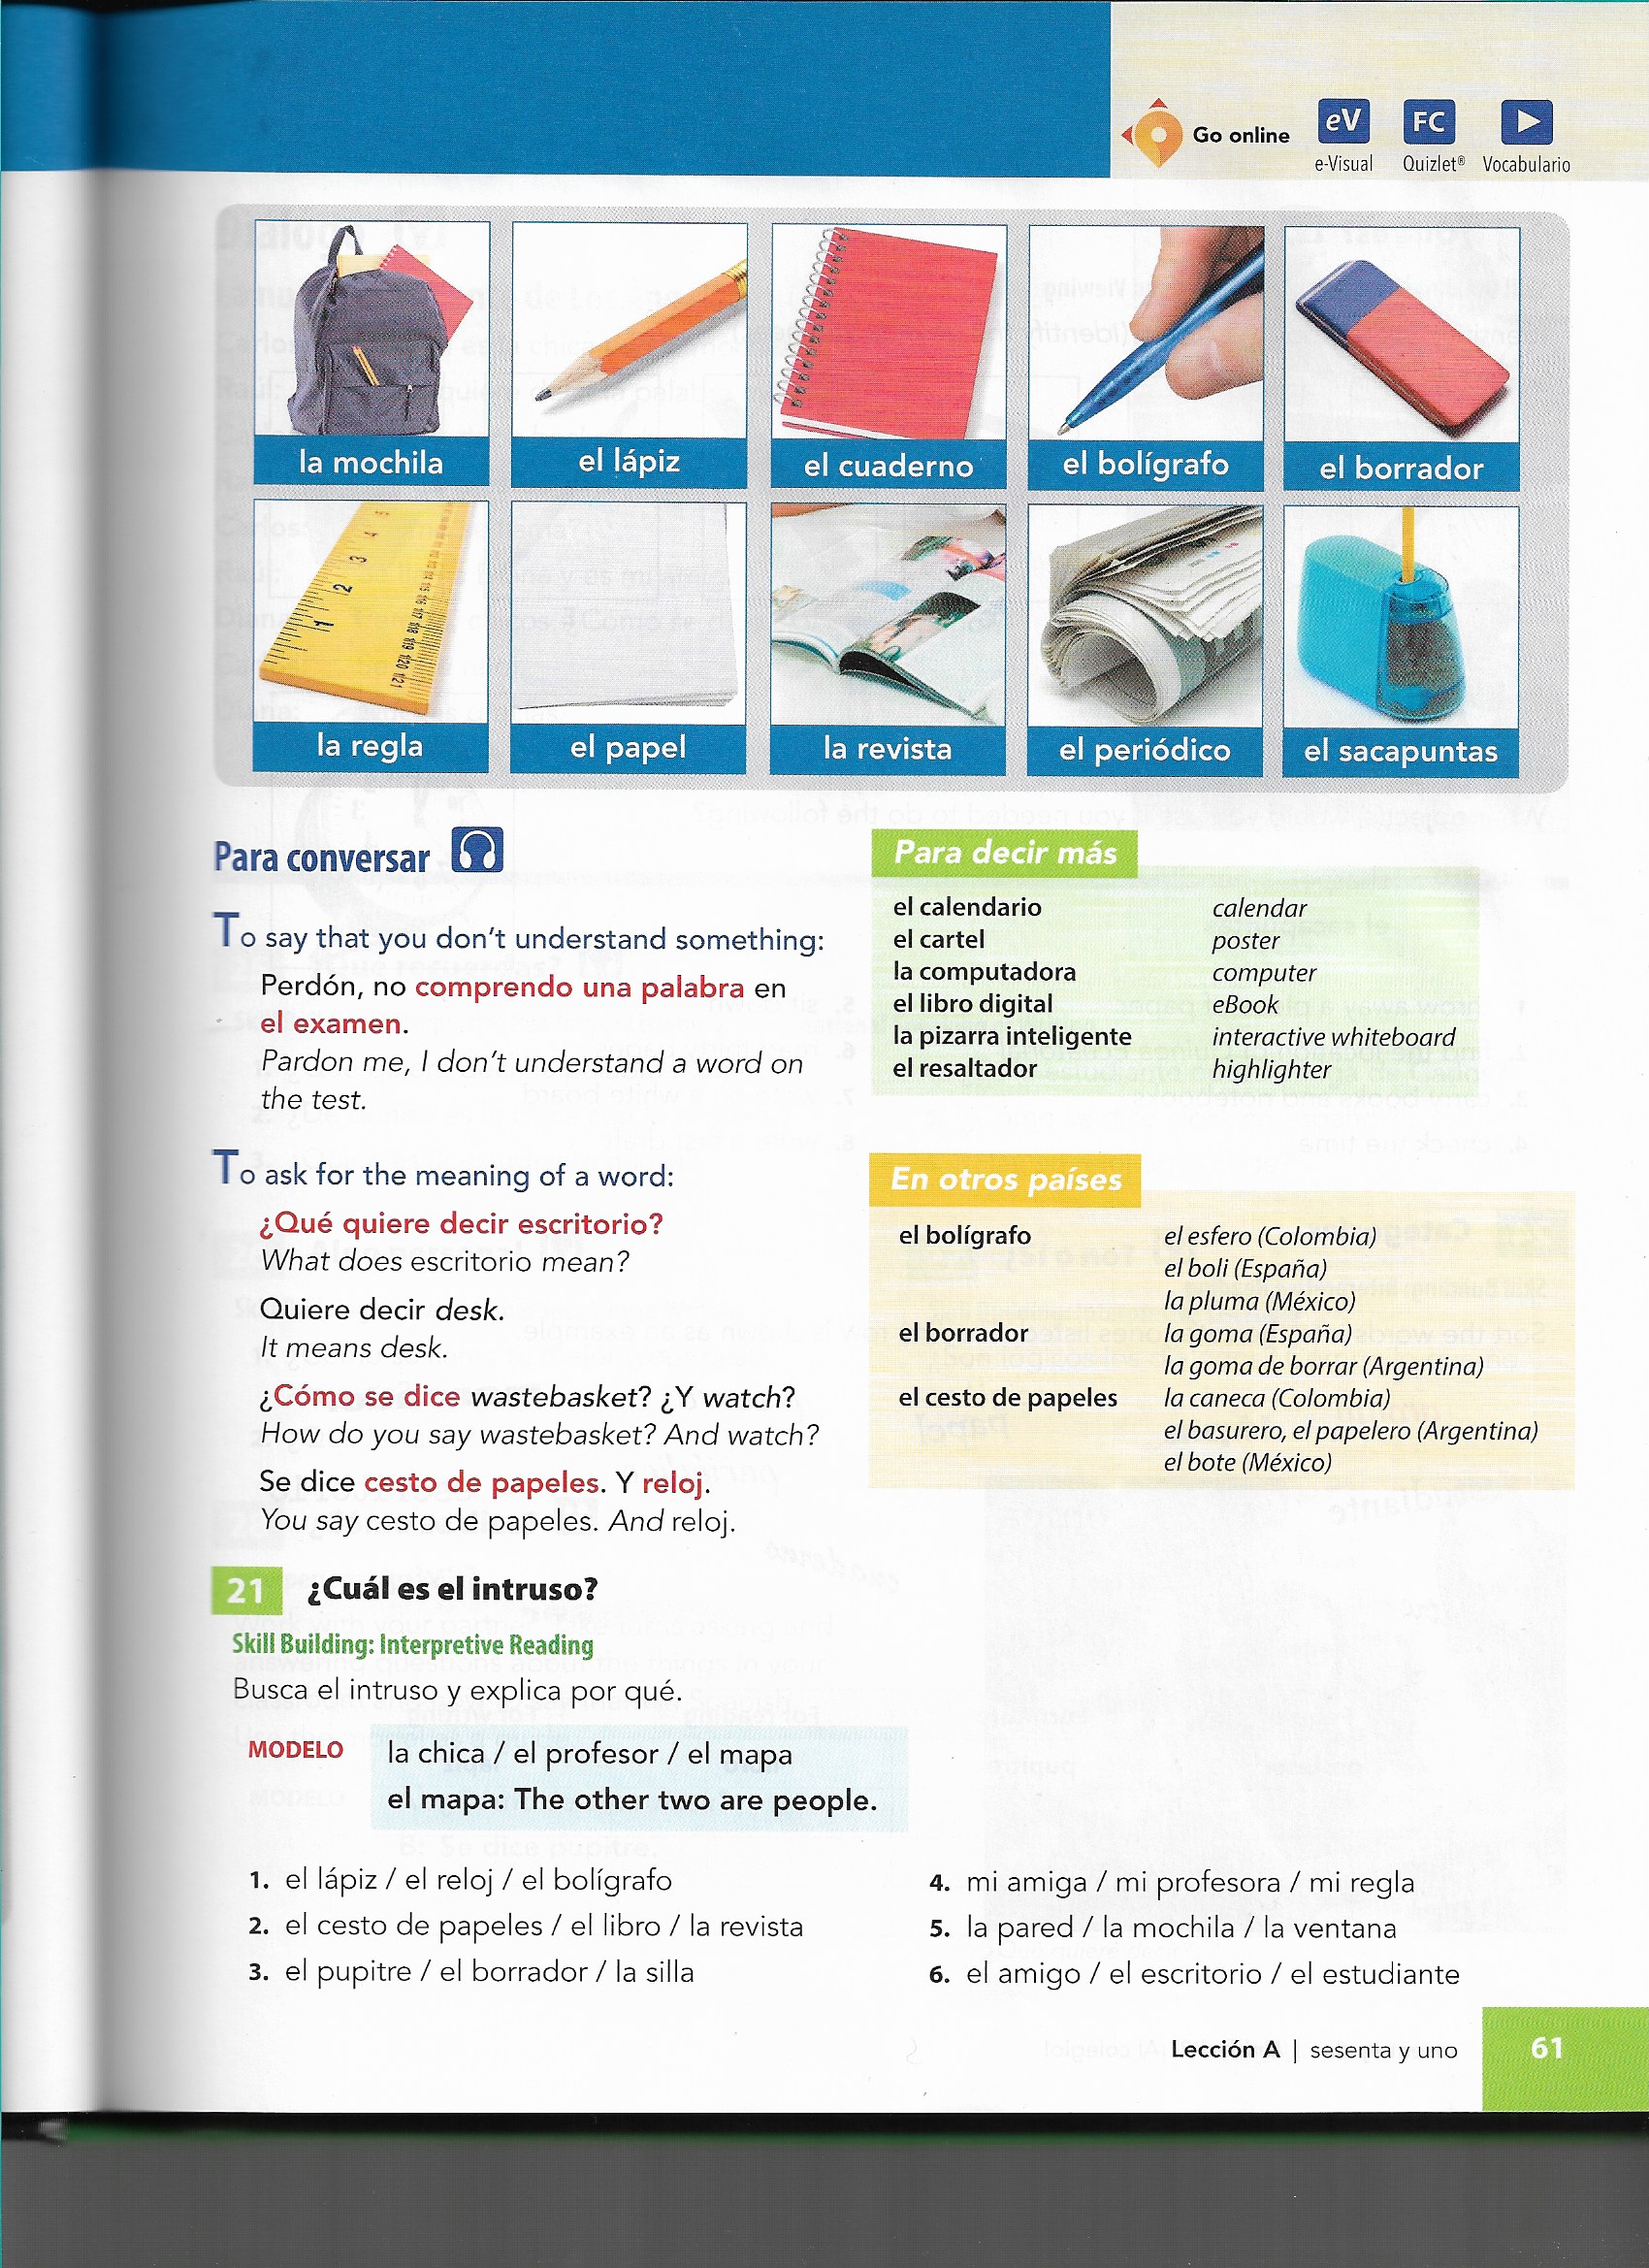 Go online
eV
FC
e-Visual
Quizlet®
Vocabulario
la mochila
el lápiz
el cuaderno
el bolígrafo
el borrador
la regla
el papel
la revista
el periódico
el sacapuntas
Para conversar
To say that you don't understand something:
Perdón, no comprendo una palabra en
el examen.
Pardon me, I don't understand a word on
the test.
To ask for the meaning of a word:
¿Qué quiere decir escritorio?
What does escritorio mean?
Quiere decir desk.
It means desk.
¿Cómo se dice wastebasket? ¿Y watch?
How do you say wastebasket? And watch?
Se dice cesto de papeles. Y reloj.
You say cesto de papeles. And reloj.
Para decir más
el calendario calendar
el cartel poster
la computadora computer
el libro digital eBook
la pizarra inteligente interactive whiteboard
el resaltador highlighter
En otros países
el bolígrafo el esfero (Colombia)
el boli (España)
la pluma (México)
el borrador la goma (España)
la goma de borrar (Argentina)
el cesto de papeles la caneca (Colombia)
el basurero, el papelero (Argentina)
el bote (México)
21 ¿Cuál es el intruso?
Skill Building: Interpretive Reading
Busca el intruso y explica por qué.
MODELO la chica / el profesor / el mapa
el mapa: The other two are people.
1. el lápiz / el reloj / el bolígrafo
2. el cesto de papeles / el libro / la revista
3. el pupitre / el borrador / la silla
4. mi amiga / mi profesora / mi regla
5. la pared / la mochila / la ventana
6. el amigo / el escritorio / el estudiante
Lección A | sesenta y uno 61